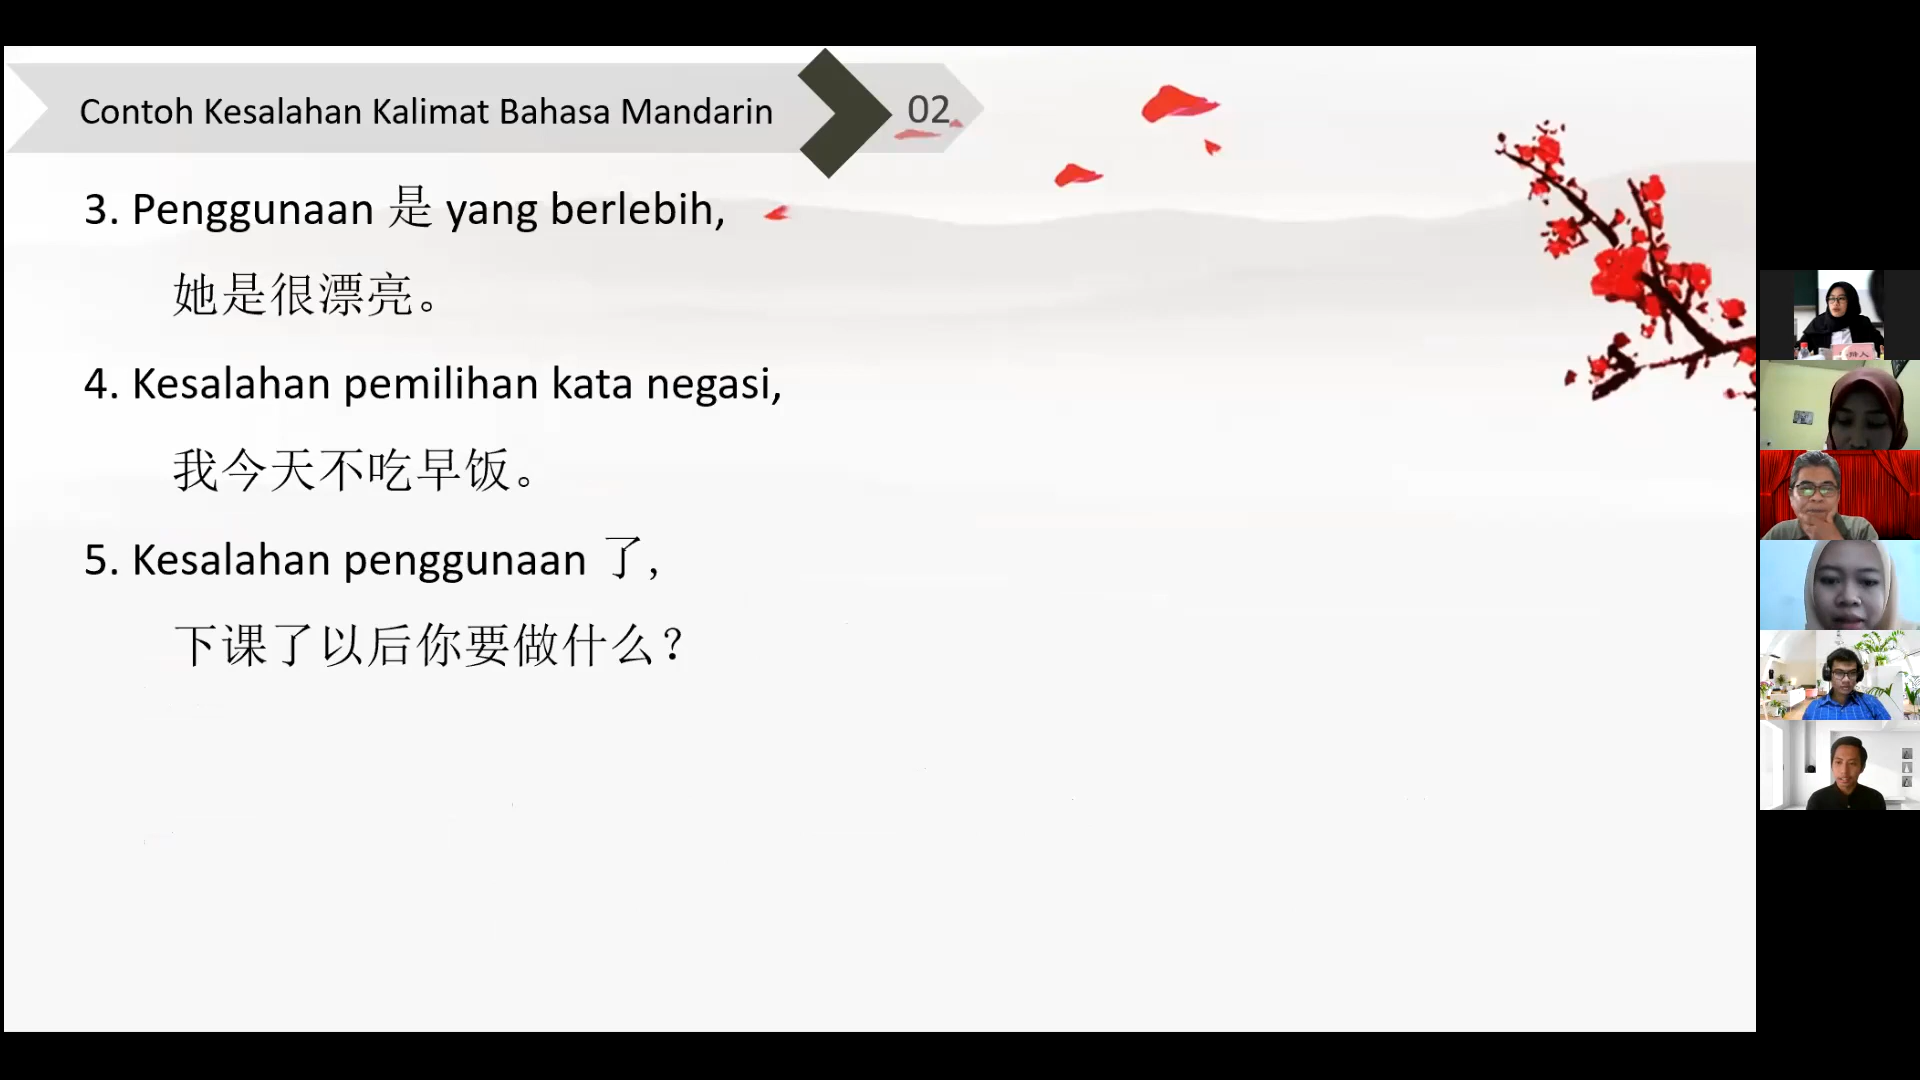 Contoh Kesalahan Kalimat Bahasa Mandarin
02
3. Penggunaan 是 yang berlebih,
她是很漂亮。
4. Kesalahan pemilihan kata negasi,
我今天不吃早饭。
5. Kesalahan penggunaan 了,
下课了以后你要做什么?